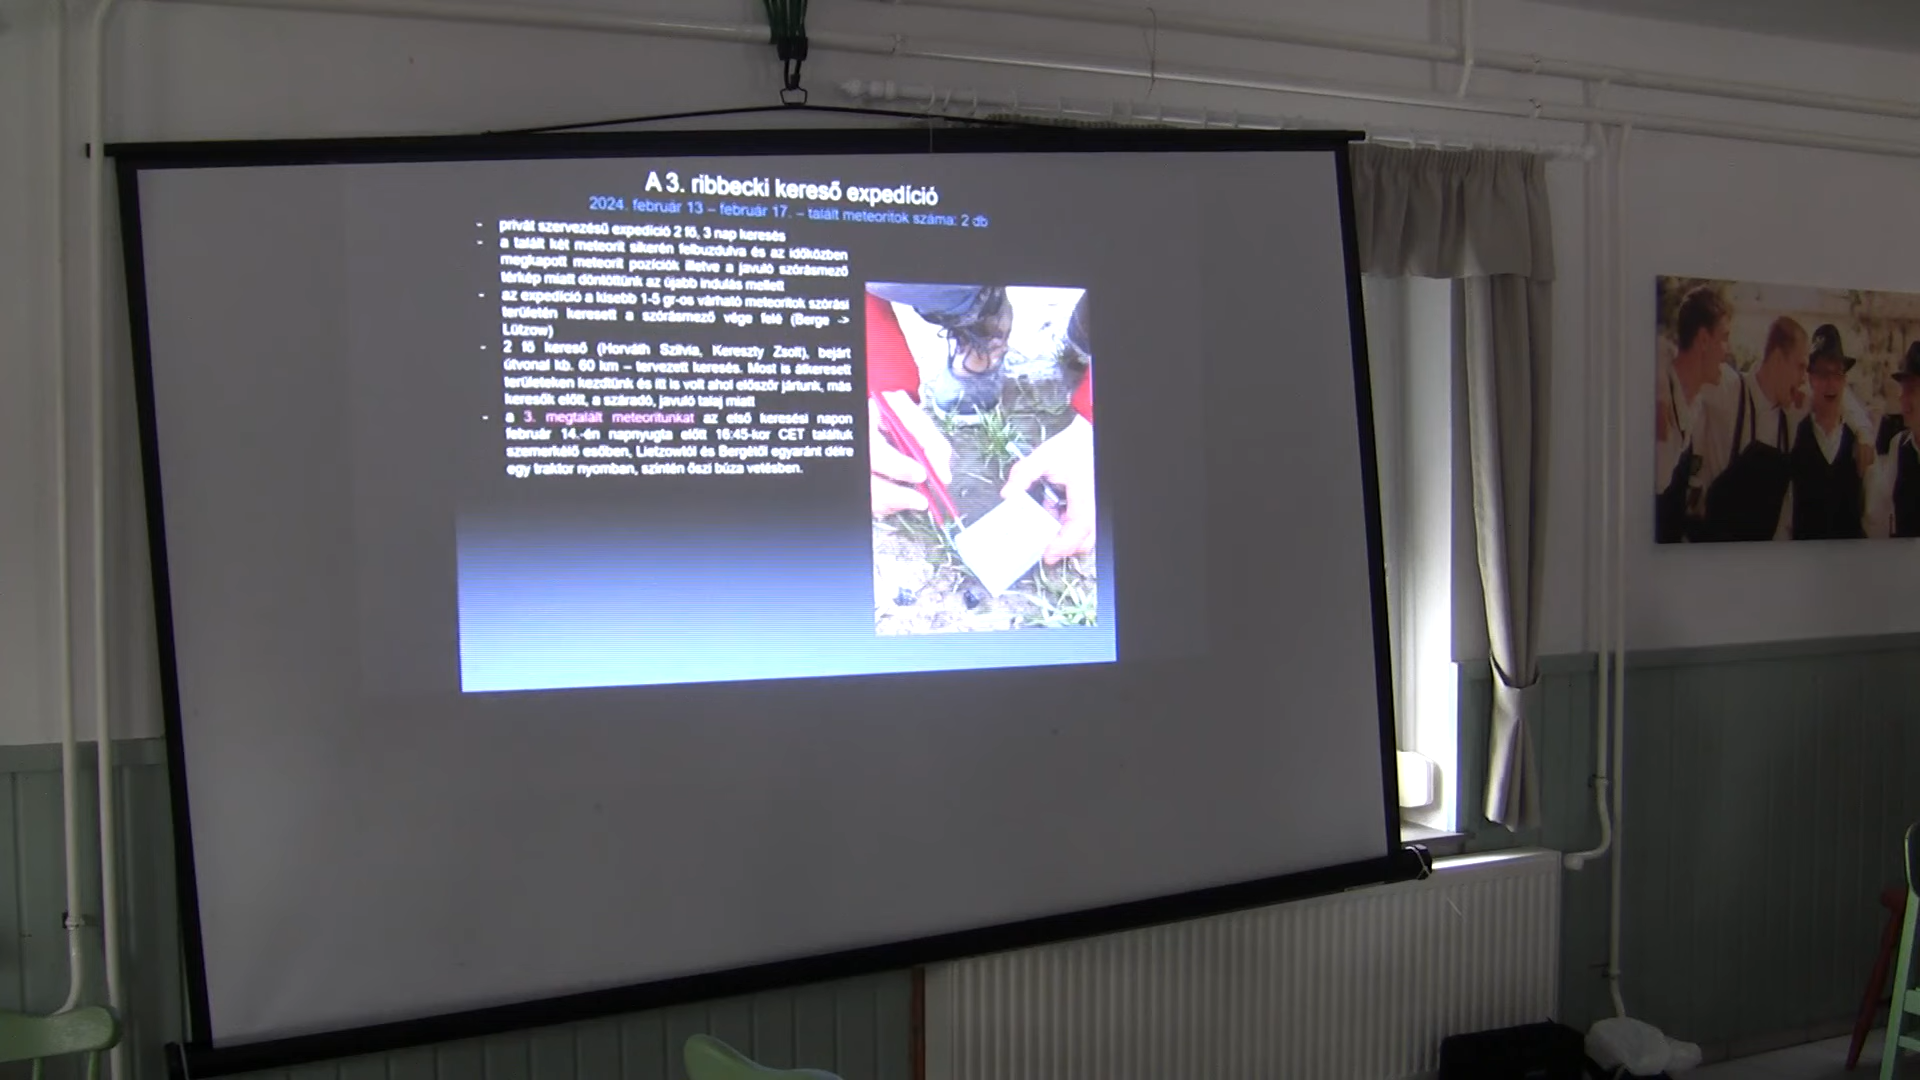 A 3. ribbecki kereső expedíció
2024. február 13 – február 17. – talált meteoritok száma: 2 db
- privát szervezésű expedíció 2 fő, 3 nap keresés
- a talált két meteorit sikerén felbuzdulva és az időközben
megkapott meteorit pozíciók illetve a javuló szórásmező
térkép miatt döntöttünk az újabb indulás mellett
- az expedíció a kisebb 1-5 gr-os várható meteoritok szórási
területén keresett a szórásmező vége felé (Berge ->
Lützow)
- 2 fő kereső (Horváth Szilvia, Kereszty Zsolt), bejárt
útvonal kb. 60 km – tervezett keresés. Most is átkeresett
területeken kezdtünk és itt is volt ahol először jártunk, más
keresők előtt, a száradó, javuló talaj miatt
- a 3. megtalált meteoritunkat az első keresési napon
február 14.-én napnyugta előtt 16:45-kor CET találtuk
szemerkélő esőben, Lietzowtól és Bergétől egyaránt délre
egy traktor nyomban, szintén őszi búza vetésben.